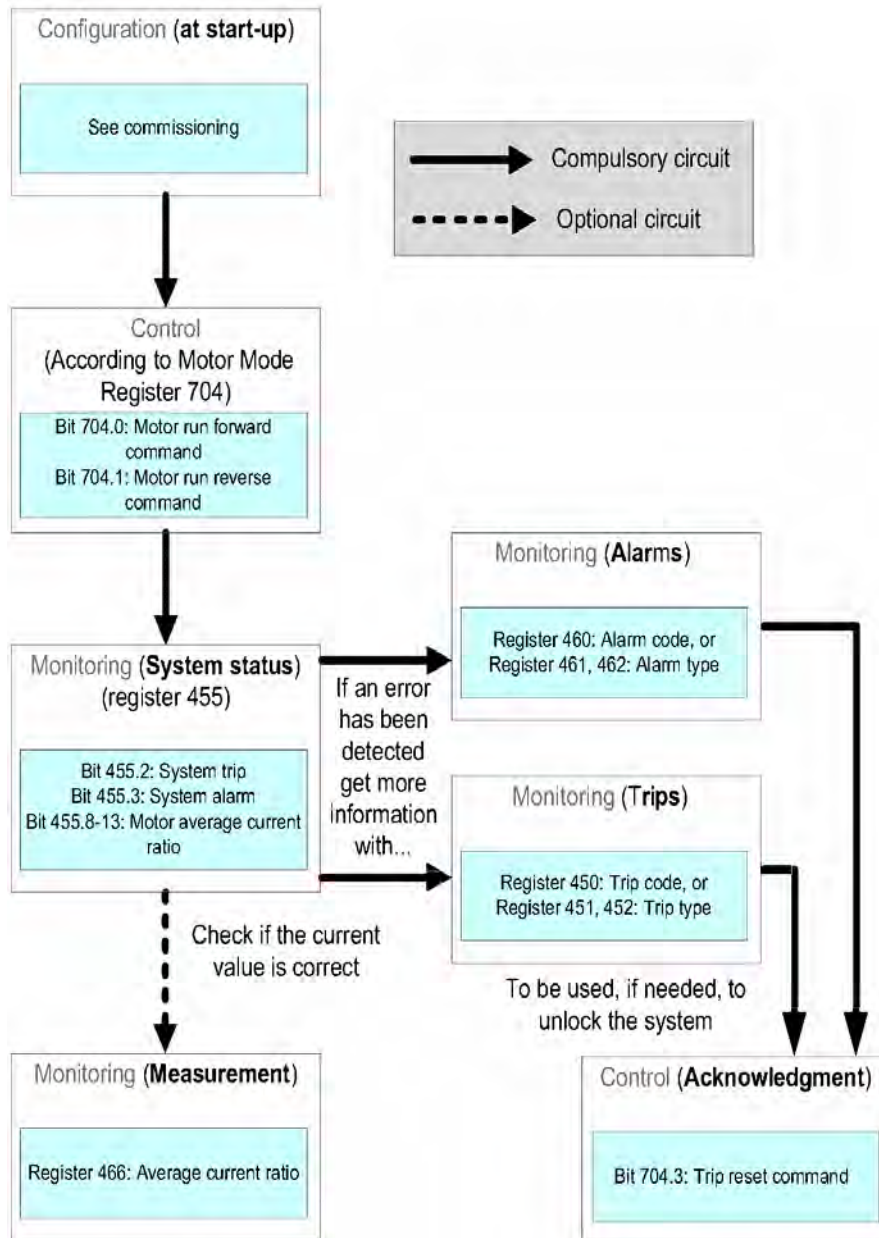 Configuration (at start-up)
See commissioning
Compulsory circuit
Optional circuit
Control
(According to Motor Mode
Register 704)
Bit 704.0: Motor run forward
command
Bit 704.1: Motor run reverse
command
Monitoring (System status)
(register 455)
Bit 455.2: System trip
Bit 455.3: System alarm
Bit 455.8-13: Motor average current
ratio
If an error
has been
detected
get more
information
with...
Monitoring (Alarms)
Register 460: Alarm code, or
Register 461, 462: Alarm type
Monitoring (Trips)
Register 450: Trip code, or
Register 451, 452: Trip type
Check if the current
value is correct
To be used, if needed, to
unlock the system
Monitoring (Measurement)
Register 466: Average current ratio
Control (Acknowledgment)
Bit 704.3: Trip reset command